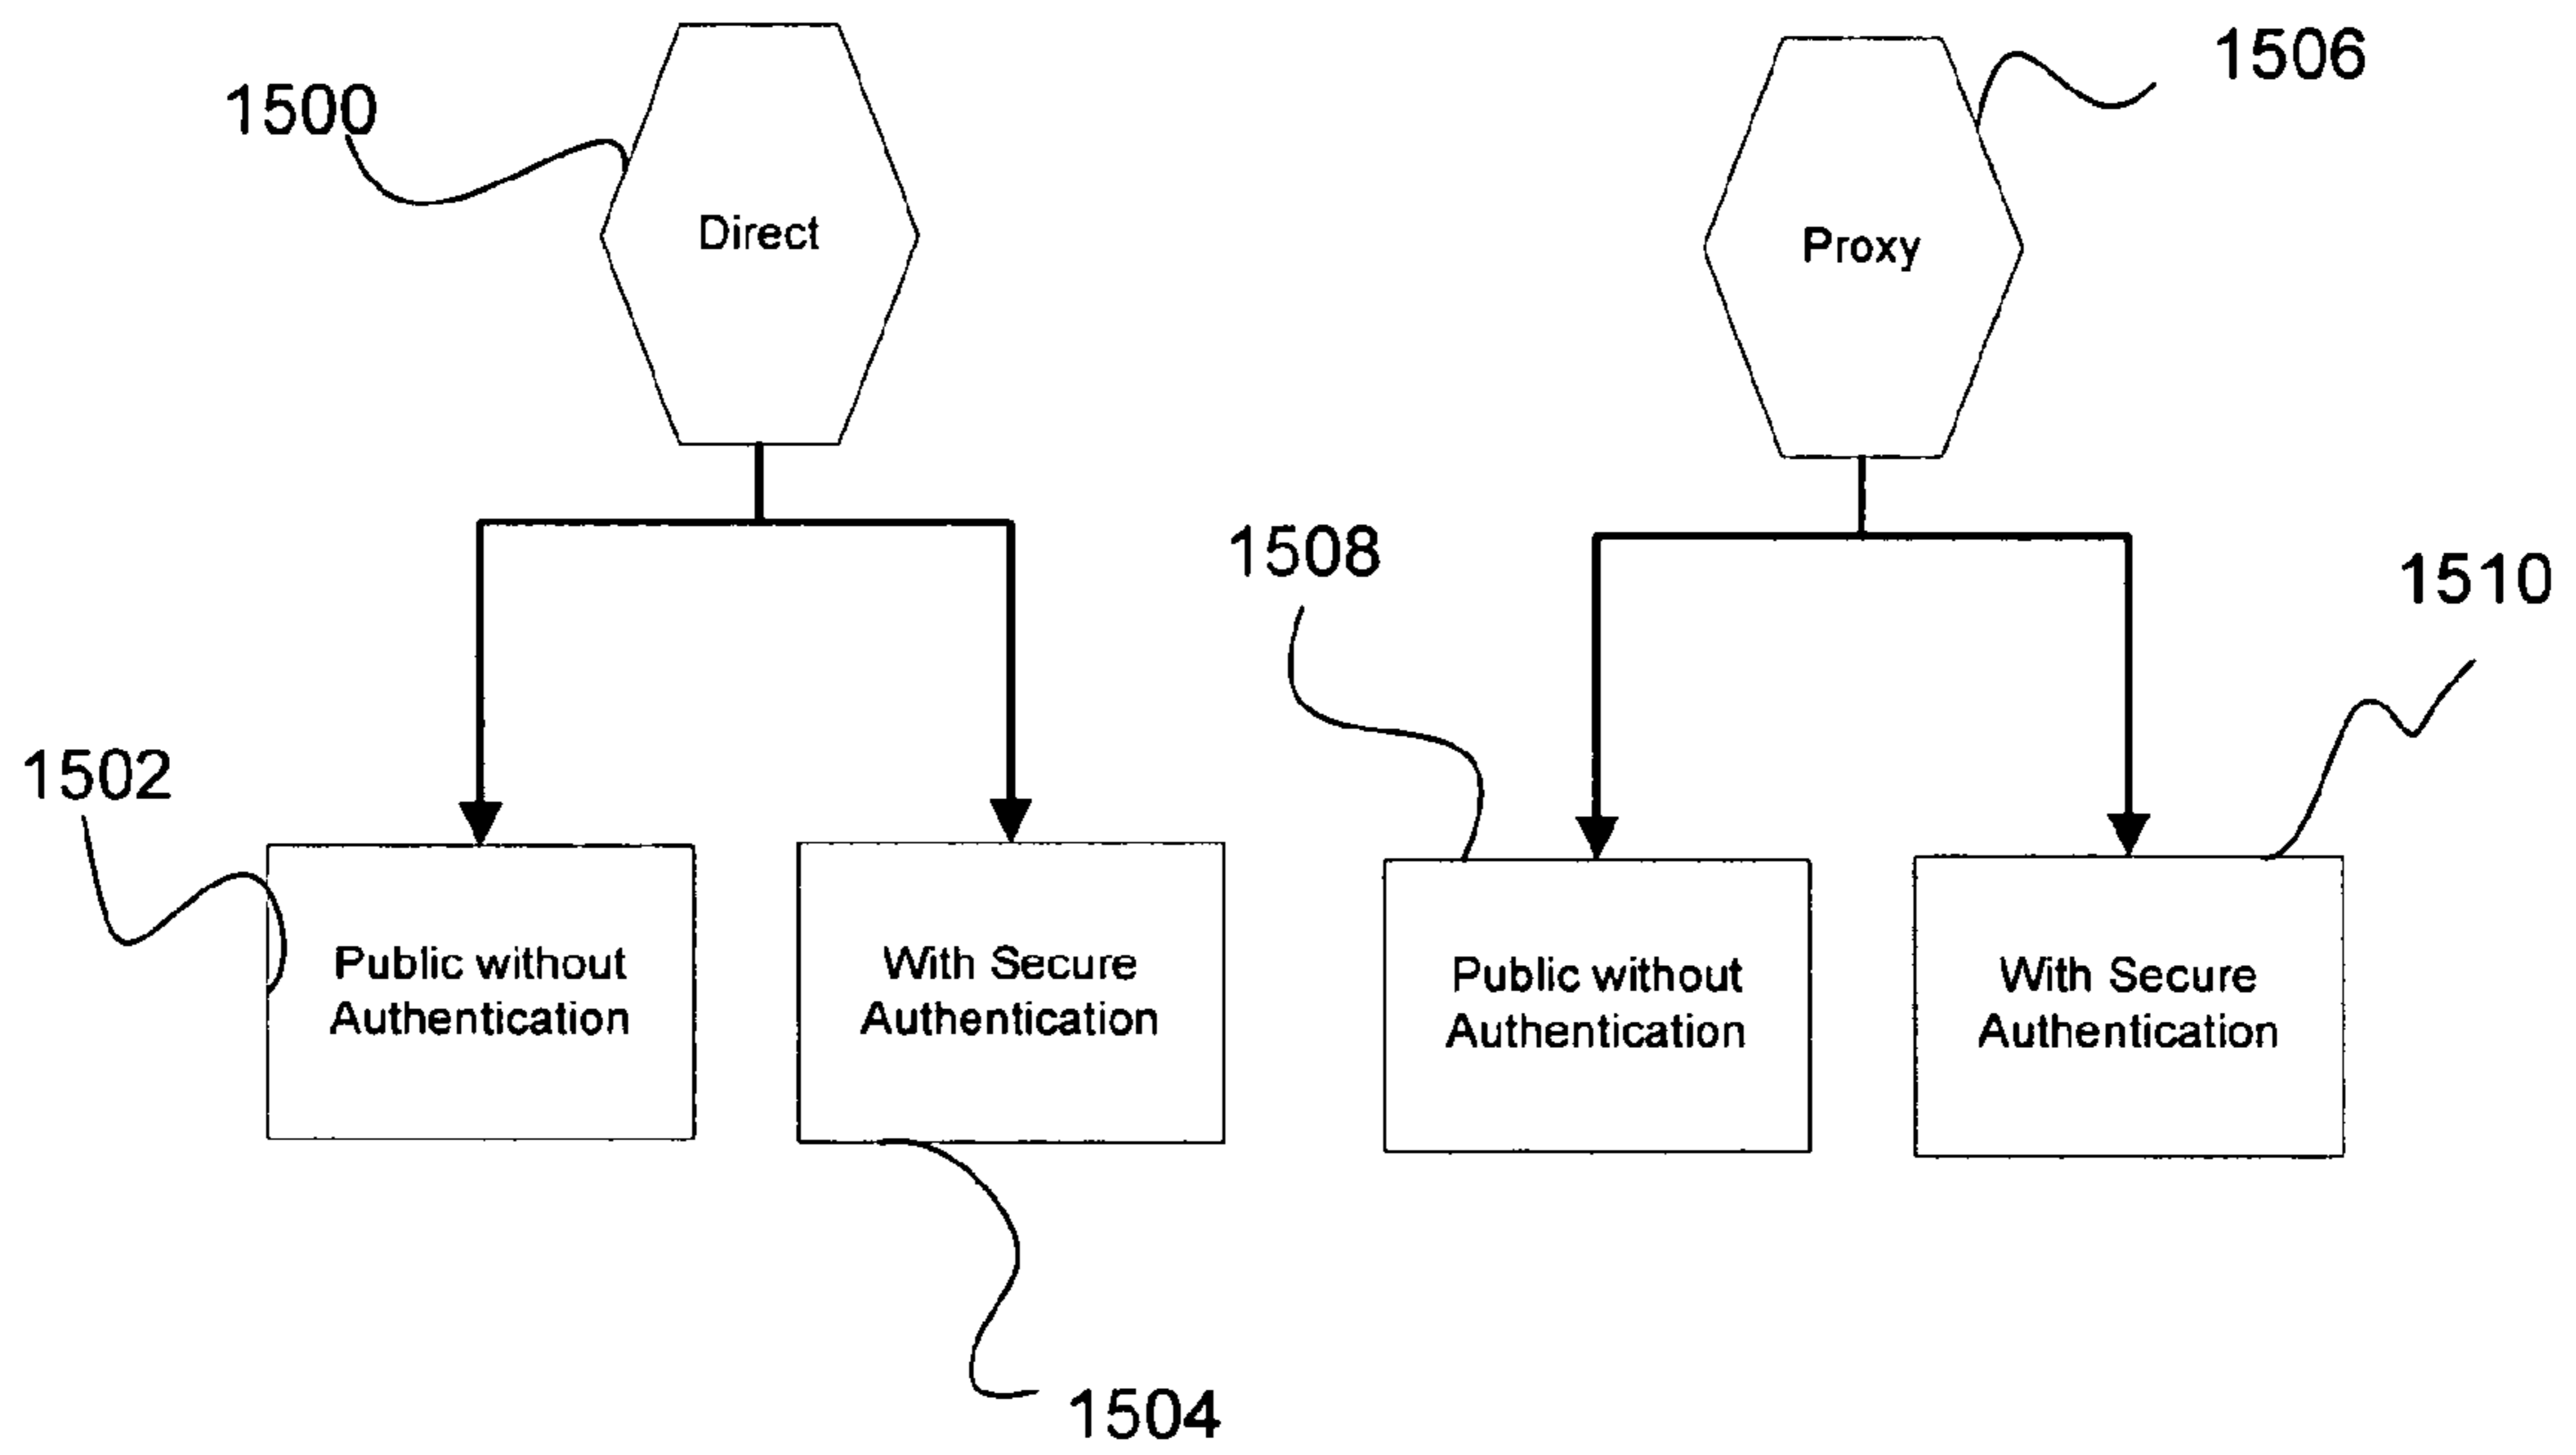 1500
Direct
1506
Proxy
1502
Public without
Authentication
With Secure
Authentication
1504
1508
Public without
Authentication
1510
With Secure
Authentication